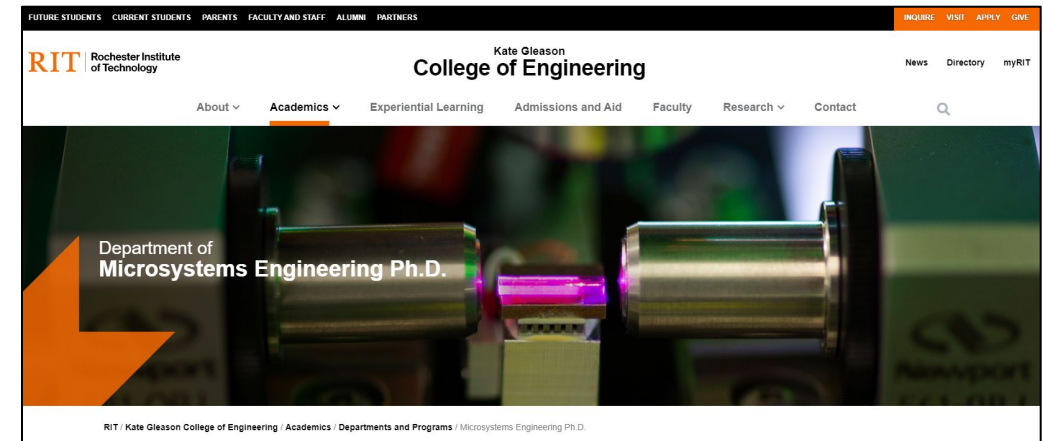 FUTURE STUDENTS CURRENT STUDENTS PARENTS FACULTY AND STAFF ALUMNI PARTNERS INQUIRE VISIT APPLY GIVE
RIT Rochester Institute
of Technology
Kate Gleason
College of Engineering
News Directory myRIT
About Academics Experiential Learning Admissions and Aid Faculty Research Contact
Department of
Microsystems Engineering Ph.D.
Newport
Newport
RIT / Kate Gleason College of Engineering / Academics / Departments and Programs / Microsystems Engineering Ph.D.